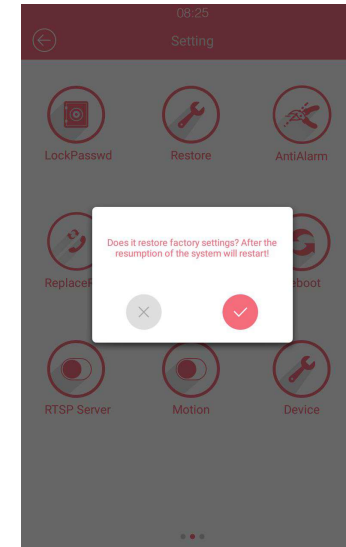 08:25
Setting
LockPasswd
Restore
AntiAlarm
Does it restore factory settings? After the
resumption of the system will restart!
RTSP Server
Motion
Device